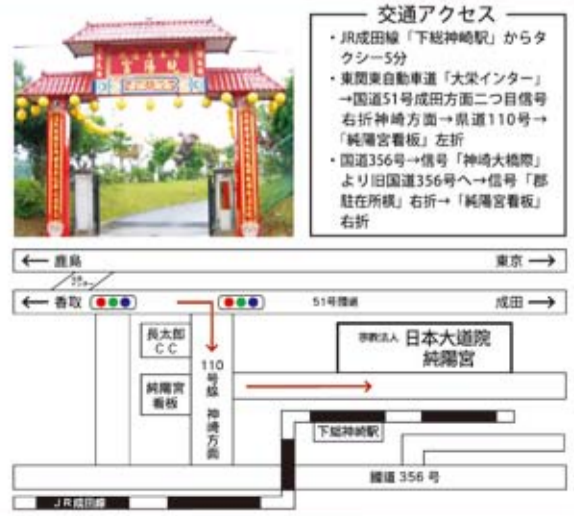 純陽宮
交通アクセス
・JR成田線「下総神崎駅」からタ
クシー5分
・東関東自動車道「大栄インター」
→国道51号成田方面二つ目信号
右折神崎方面→県道110号→
「純陽宮看板」左折
・国道356号→信号「神崎大橋際」
より旧国道356号へ→信号「郡
駐在所横」右折→「純陽宮看板」
右折
← 鹿島
東京 →
← 香取
51号國道
成田 →
長太郎
CC
純陽宮
看板
110号線 神崎方面
宗教法人 日本大道院
純陽宮
下総神崎駅
國道 356 号
JR成田線